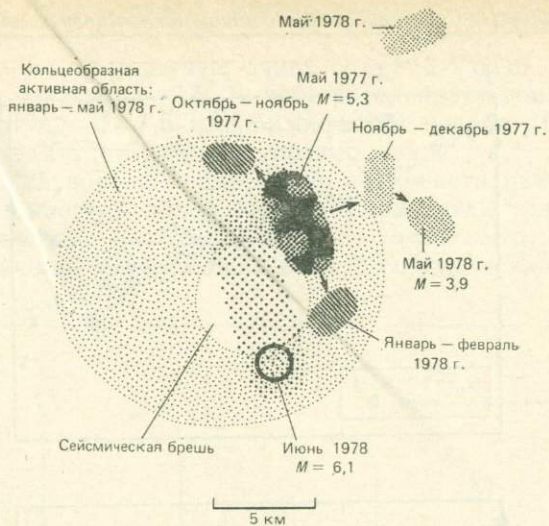 Май 1978 г.
Кольцеобразная
активная область:
январь – май 1978 г.
Октябрь – ноябрь
1977 г.
Май 1977 г.
M = 5,3
Ноябрь – декабрь 1977 г.
Май 1978 г.
M = 3,9
Январь – февраль
1978 г.
Сейсмическая брешь
Июнь 1978
M = 6,1
5 км